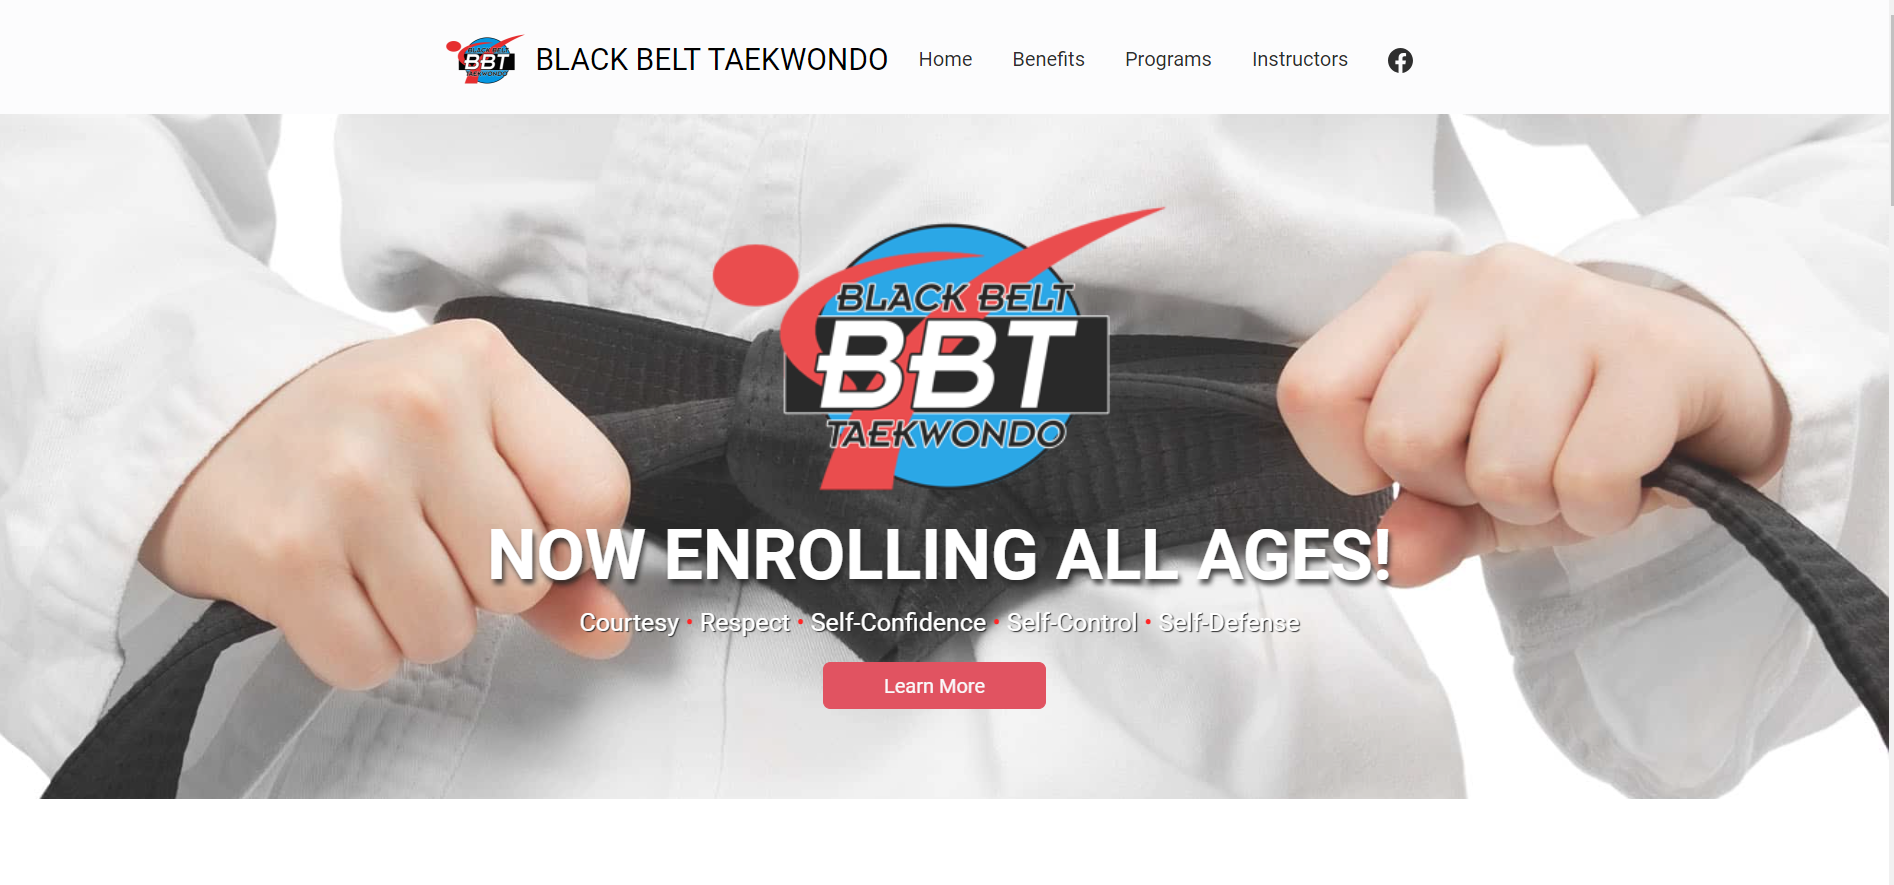 BLACK BELT
BBT
TAEKWONDO
BLACK BELT TAEKWONDO
Home
Benefits
Programs
Instructors
BLACK BELT
BBT
TAEKWONDO
NOW ENROLLING ALL AGES!
Courtesy • Respect • Self-Confidence • Self-Control • Self-Defense
Learn More